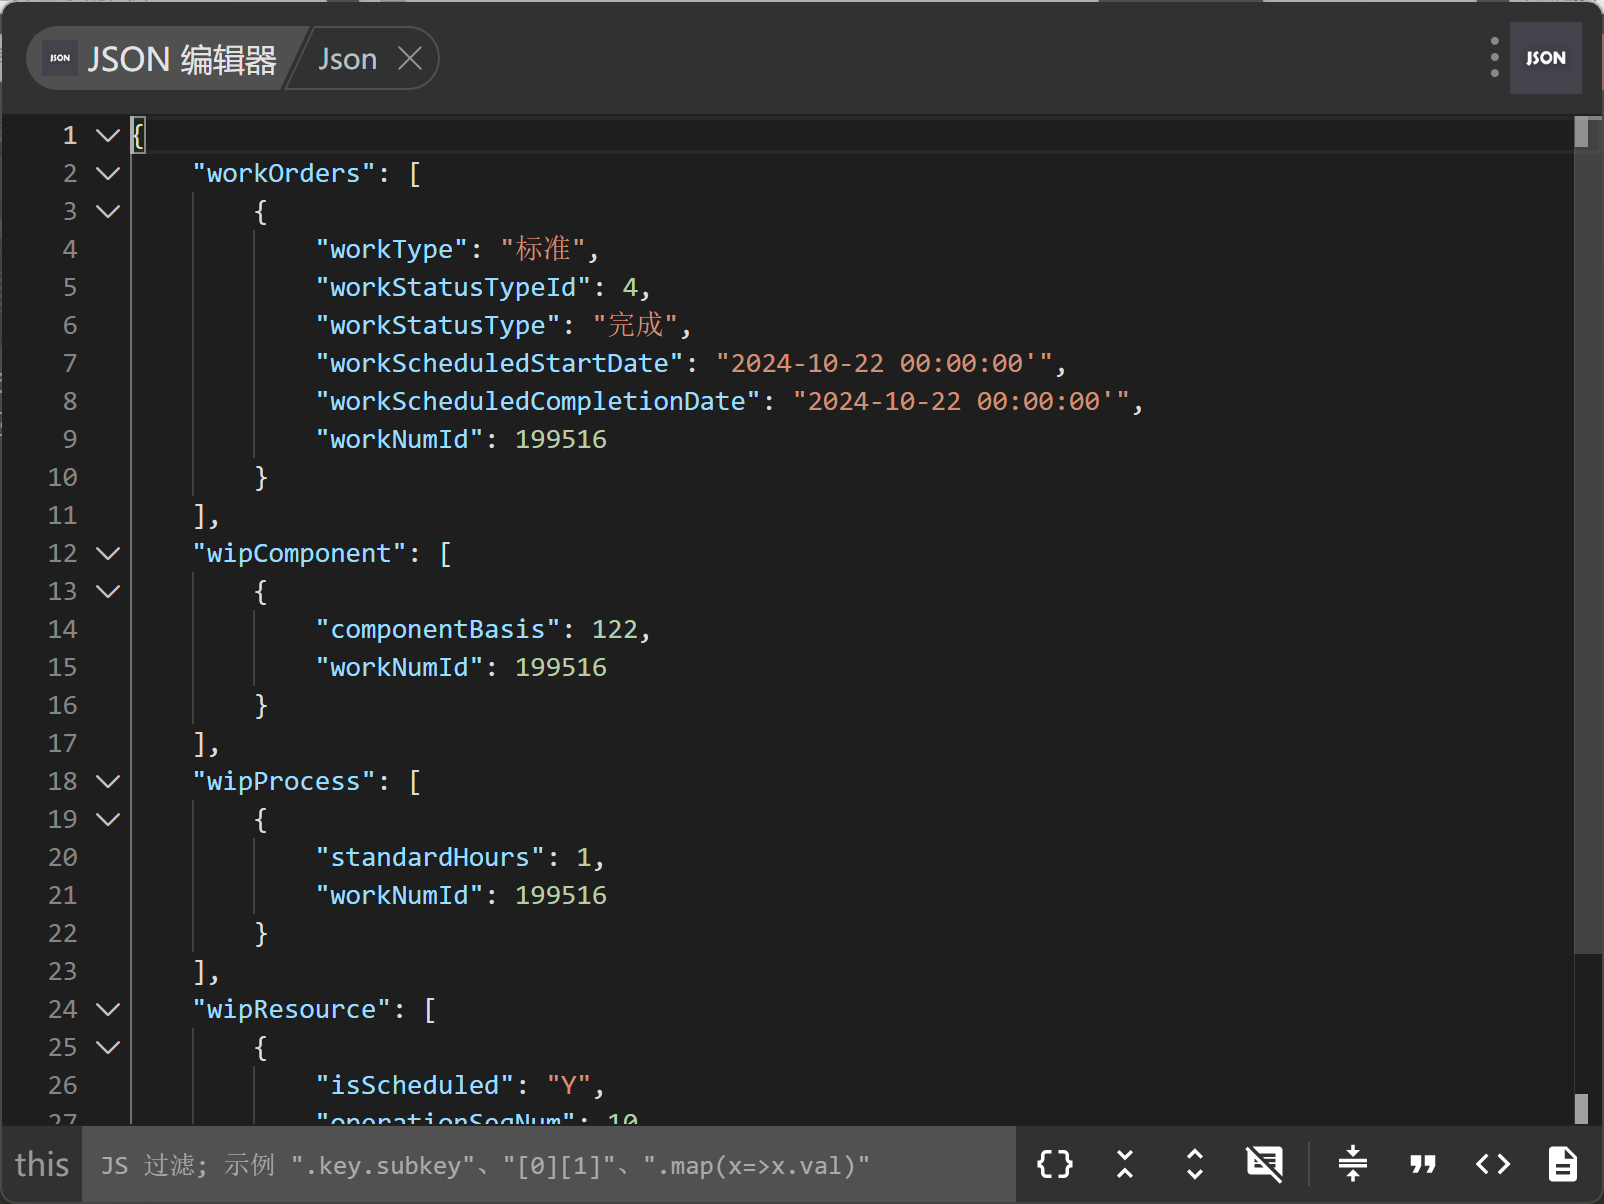 JSON JSON 编辑器 Json JSON
1 {
2 "workOrders": [
3 {
4 "workType": "标准",
5 "workStatusTypeId": 4,
6 "workStatusType": "完成",
7 "workScheduledStartDate": "2024-10-22 00:00:00'",
8 "workScheduledCompletionDate": "2024-10-22 00:00:00'",
9 "workNumId": 199516
10 }
11 ],
12 "wipComponent": [
13 {
14 "componentBasis": 122,
15 "workNumId": 199516
16 }
17 ],
18 "wipProcess": [
19 {
20 "standardHours": 1,
21 "workNumId": 199516
22 }
23 ],
24 "wipResource": [
25 {
26 "isScheduled": "Y",
27 "operationSeqNum": 10
this JS 过滤; 示例 ".key.subkey"、"[0][1]"、".map(x=>x.val)"